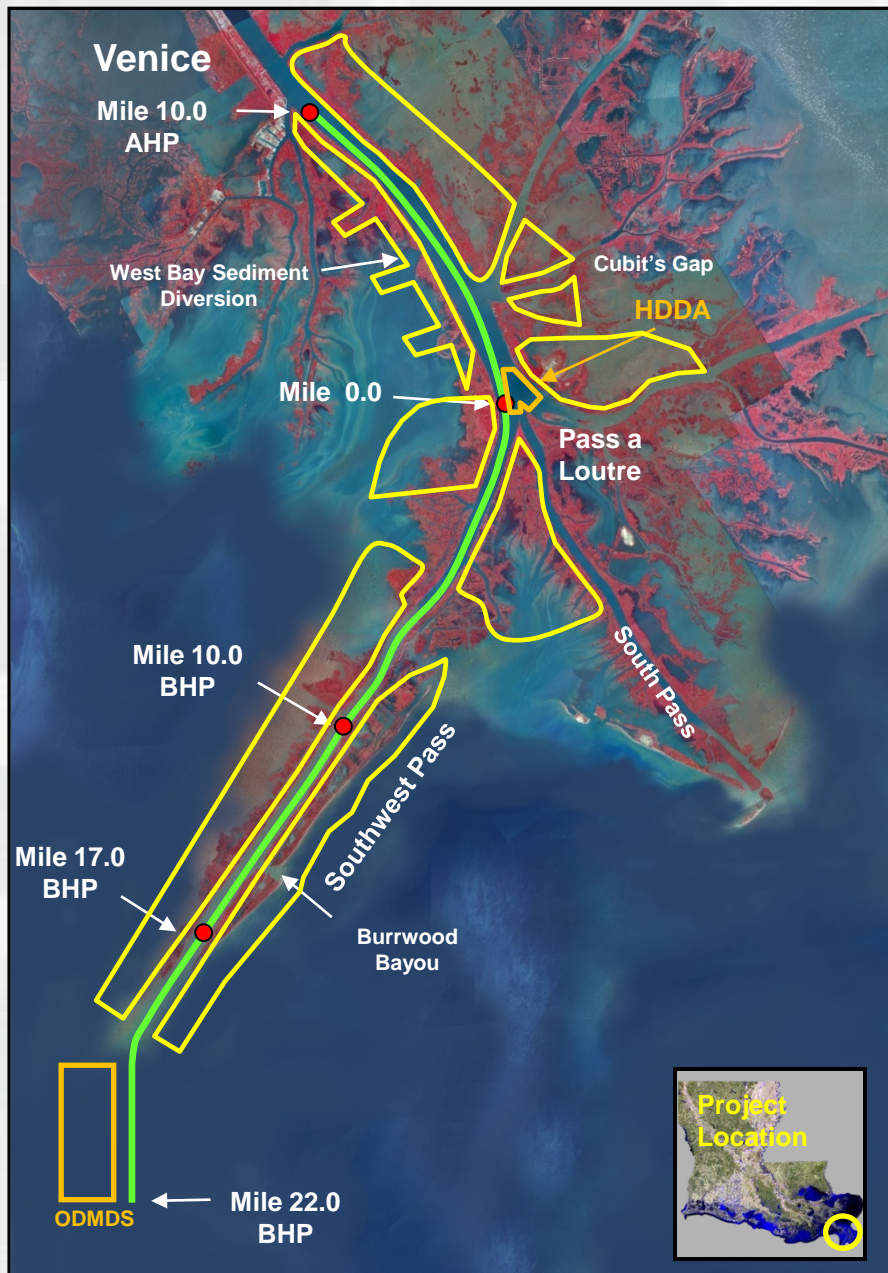 Venice
Mile 10.0
AHP
West Bay Sediment
Diversion
Cubit's Gap
HDDA
Mile 0.0
Pass a
Loutre
Mile 10.0
BHP
South Pass
Southwest Pass
Mile 17.0
BHP
Burrwood
Bayou
Project
Location
Mile 22.0
BHP
ODMDS